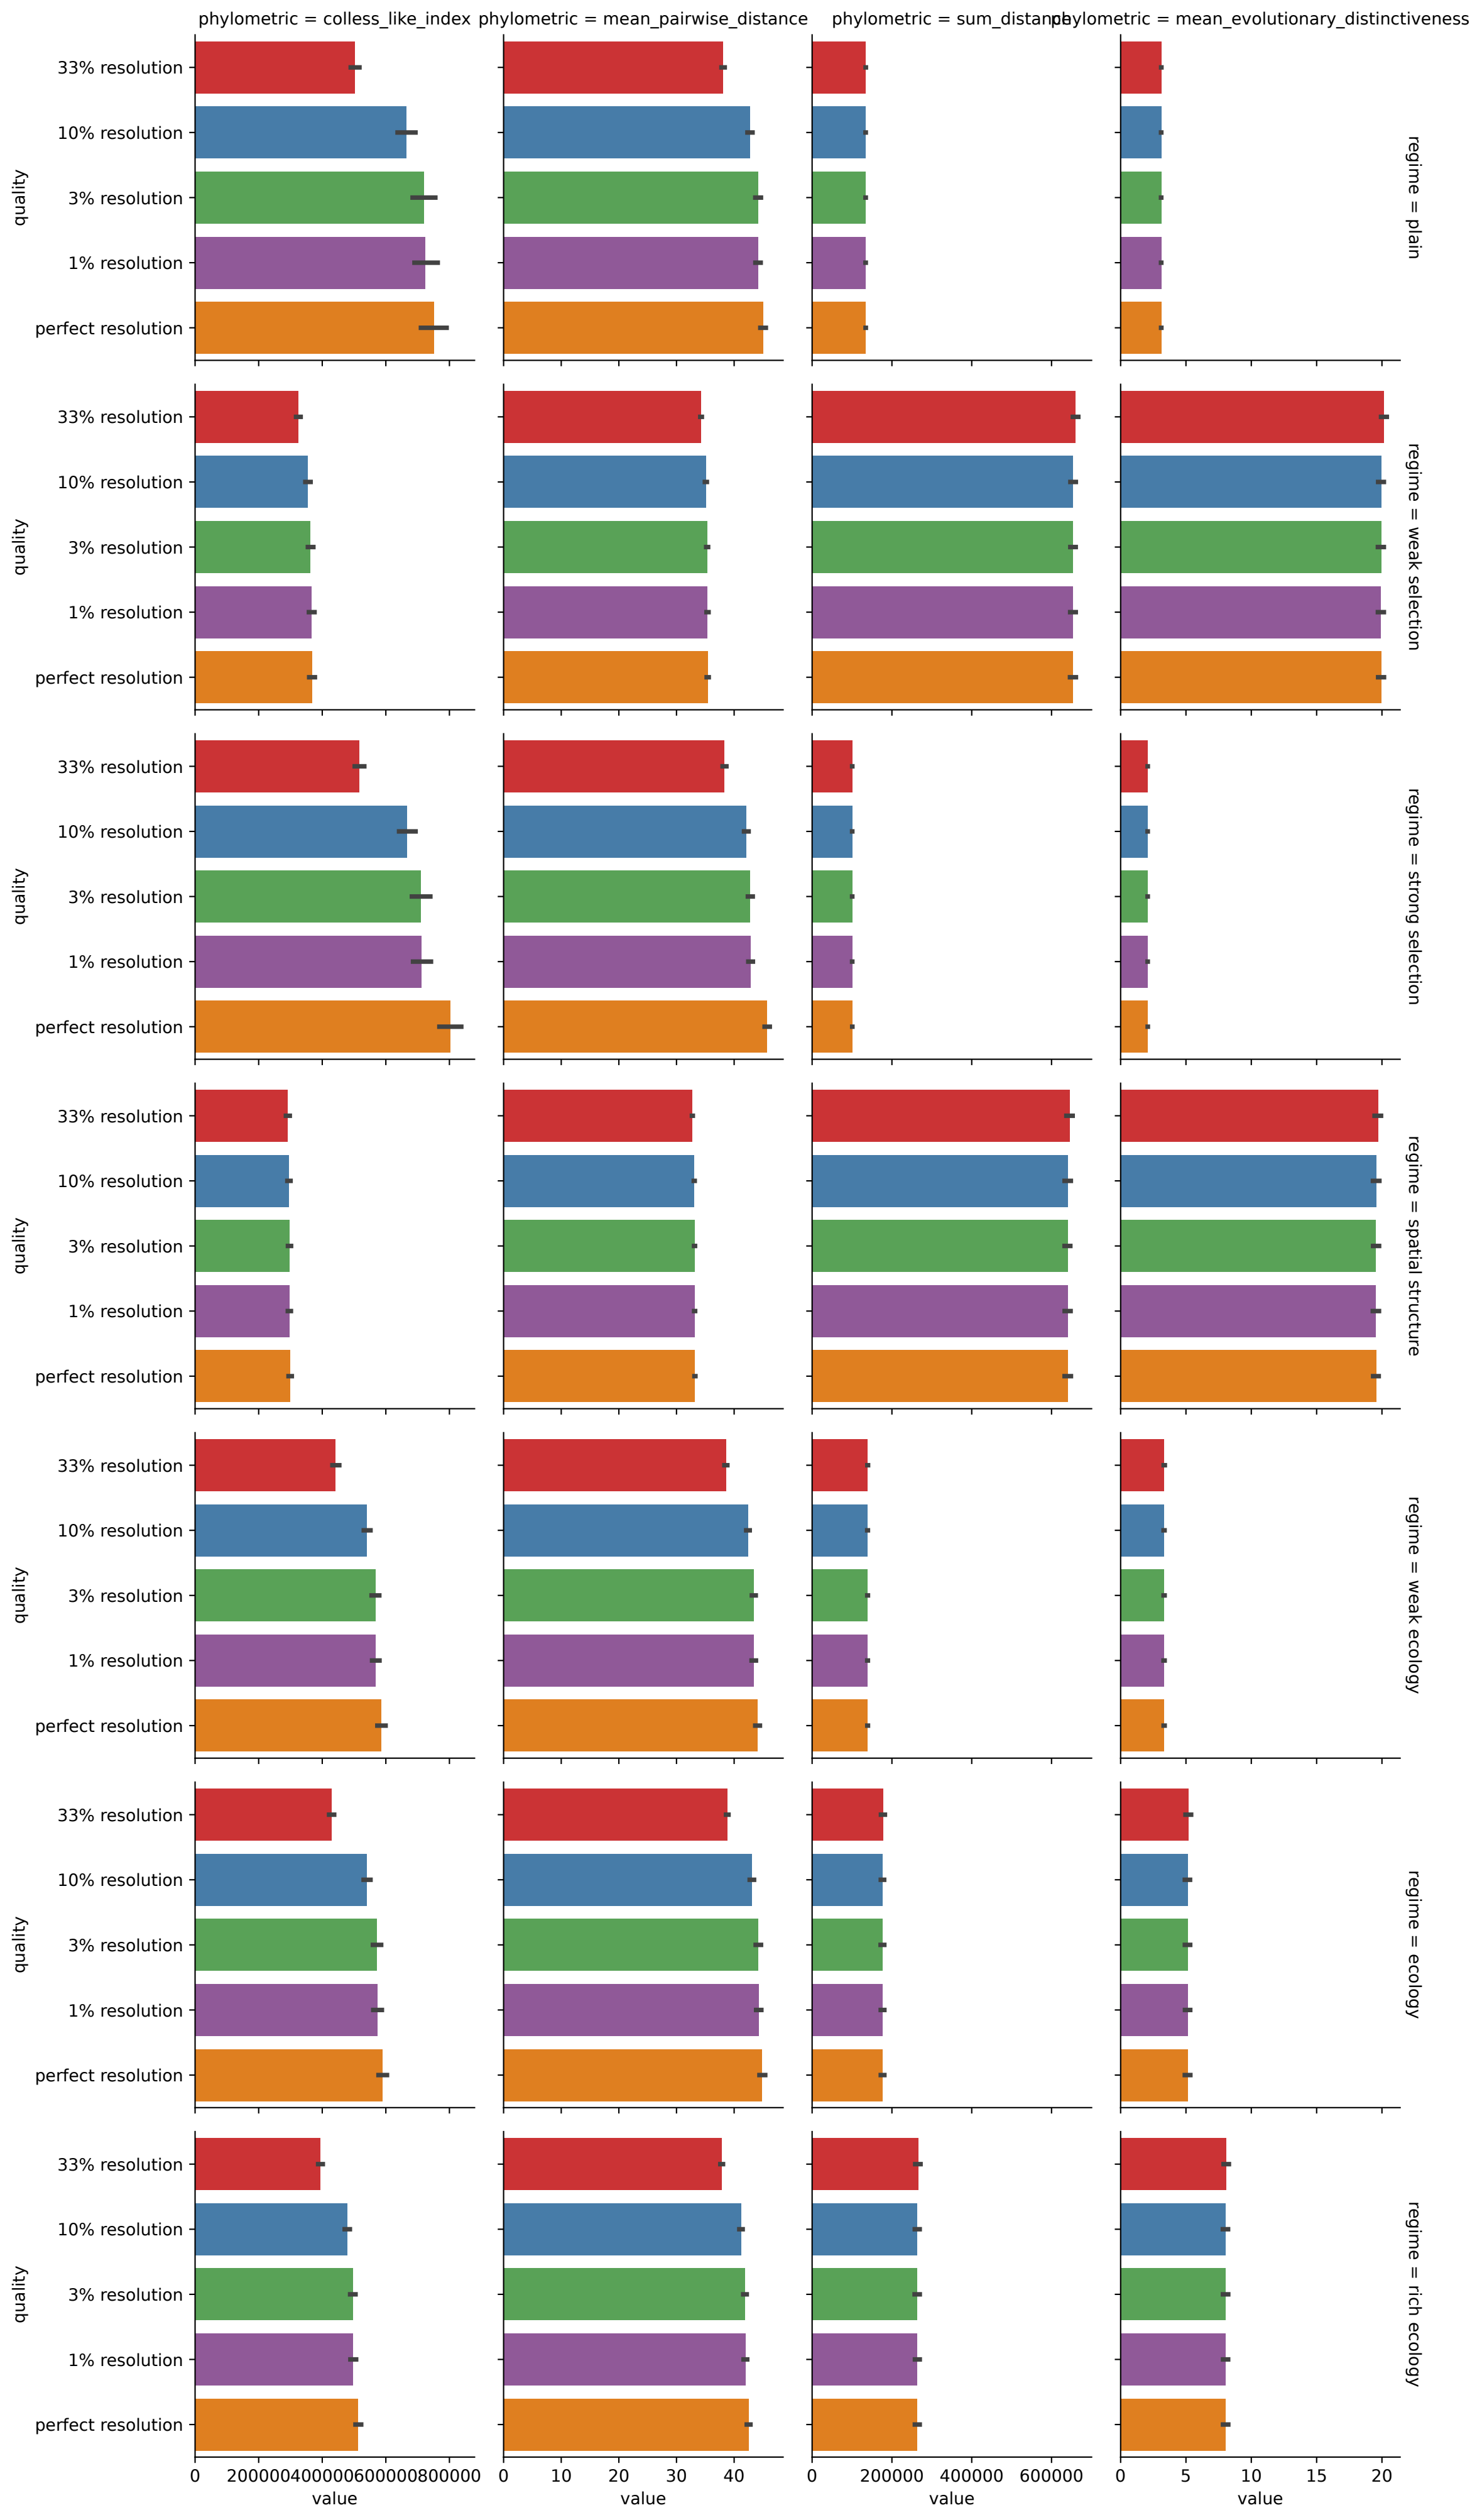 phylometric = colless_like_index
phylometric = mean_pairwise_distance
phylometric = sum_distance
phylometric = mean_evolutionary_distinctiveness
33% resolution
10% resolution
3% resolution
1% resolution
perfect resolution
quality
regime = plain
33% resolution
10% resolution
3% resolution
1% resolution
perfect resolution
quality
regime = weak selection
33% resolution
10% resolution
3% resolution
1% resolution
perfect resolution
quality
regime = strong selection
33% resolution
10% resolution
3% resolution
1% resolution
perfect resolution
quality
regime = spatial structure
33% resolution
10% resolution
3% resolution
1% resolution
perfect resolution
quality
regime = weak ecology
33% resolution
10% resolution
3% resolution
1% resolution
perfect resolution
quality
regime = ecology
33% resolution
10% resolution
3% resolution
1% resolution
perfect resolution
quality
regime = rich ecology
0 200000 400000 600000 800000
0 10 20 30 40
0 200000 400000 600000
0 5 10 15 20
value
value
value
value